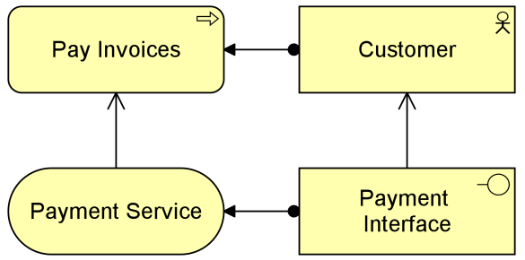 Pay Invoices
Customer
Payment Service
Payment
Interface